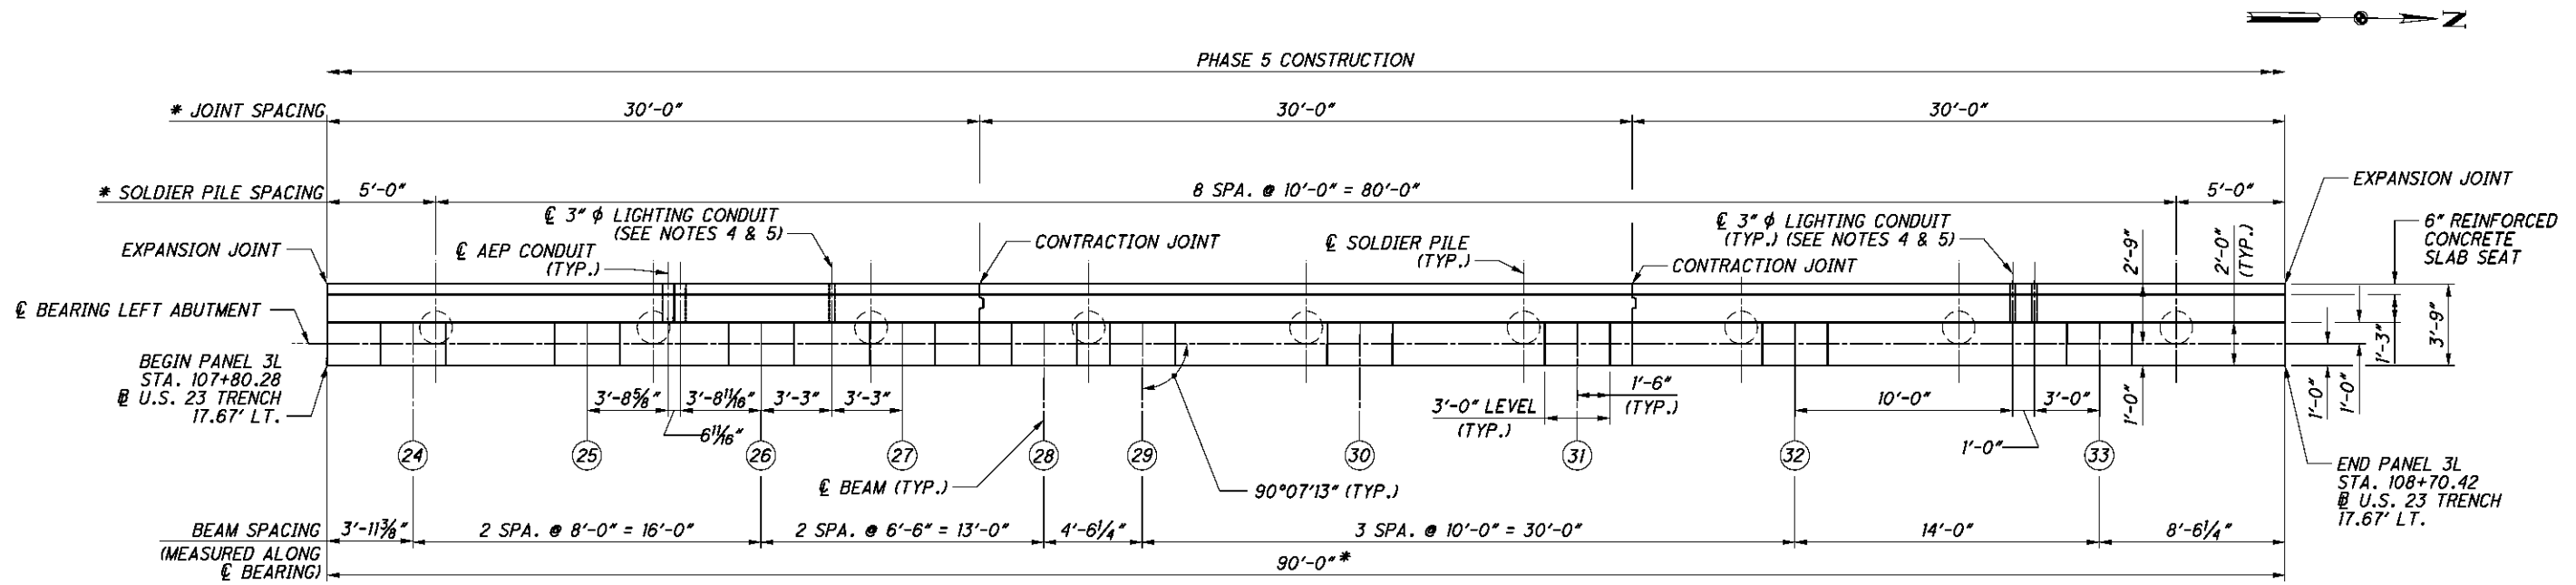 N
PHASE 5 CONSTRUCTION
* JOINT SPACING
30'-0"
30'-0"
30'-0"
* SOLDIER PILE SPACING
5'-0"
8 SPA. @ 10'-0" = 80'-0"
5'-0"
EXPANSION JOINT
℄ 3" ϕ LIGHTING CONDUIT
(SEE NOTES 4 & 5)
℄ AEP CONDUIT
(TYP.)
EXPANSION JOINT
CONTRACTION JOINT
℄ SOLDIER PILE
(TYP.)
℄ 3" ϕ LIGHTING CONDUIT
(TYP.) (SEE NOTES 4 & 5)
CONTRACTION JOINT
6" REINFORCED
CONCRETE
SLAB SEAT
2'-9"
2'-0"
(TYP.)
℄ BEARING LEFT ABUTMENT
1'-3"
3'-9"
1'-0"
1'-0"
1'-0"
BEGIN PANEL 3L
STA. 107+80.28
B U.S. 23 TRENCH
17.67' LT.
3'-8⅝"
6 11/16"
3'-8 11/16"
3'-3"
3'-3"
3'-0" LEVEL
(TYP.)
1'-6"
(TYP.)
10'-0"
1'-0"
3'-0"
24
25
26
27
28
29
30
31
32
33
℄ BEAM (TYP.)
90°07'13" (TYP.)
END PANEL 3L
STA. 108+70.42
B U.S. 23 TRENCH
17.67' LT.
BEAM SPACING
(MEASURED ALONG
℄ BEARING)
3'-11⅜"
2 SPA. @ 8'-0" = 16'-0"
2 SPA. @ 6'-6" = 13'-0"
4'-6¼"
3 SPA. @ 10'-0" = 30'-0"
14'-0"
8'-6¼"
90'-0" *